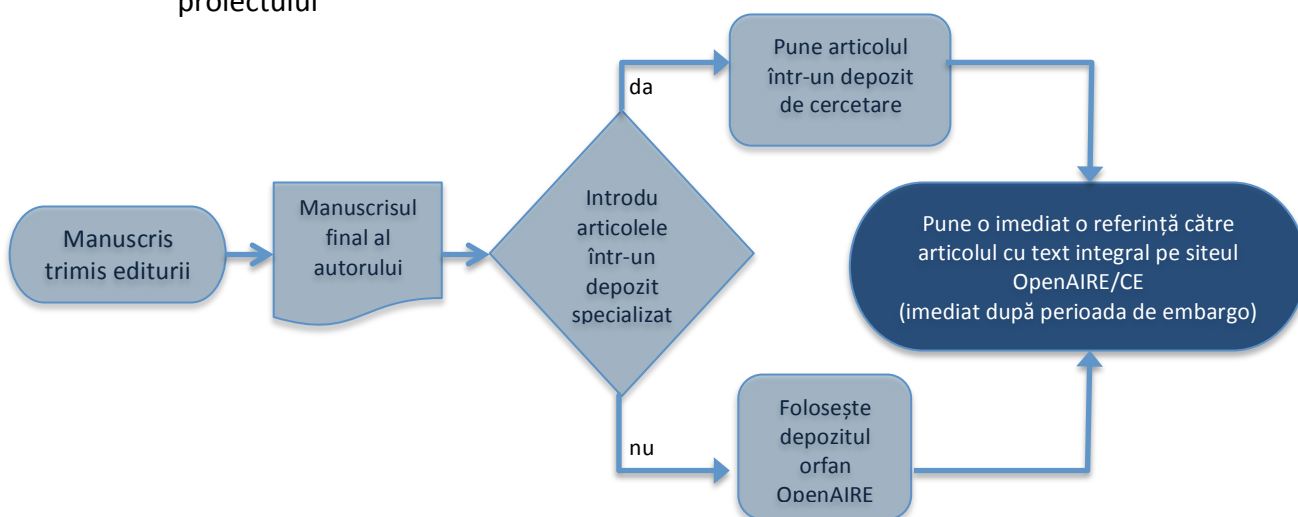 proiectului
Manuscris
trimis editurii
Manuscrisul
final al
autorului
Introdu
articolele
într-un
depozit
specializat
da
Pune articolul
într-un depozit
de cercetare
nu
Folosește
depozitul
orfan
OpenAIRE
Pune o imediat o referință către
articolul cu text integral pe siteul
OpenAIRE/CE
(imediat după perioada de embargo)